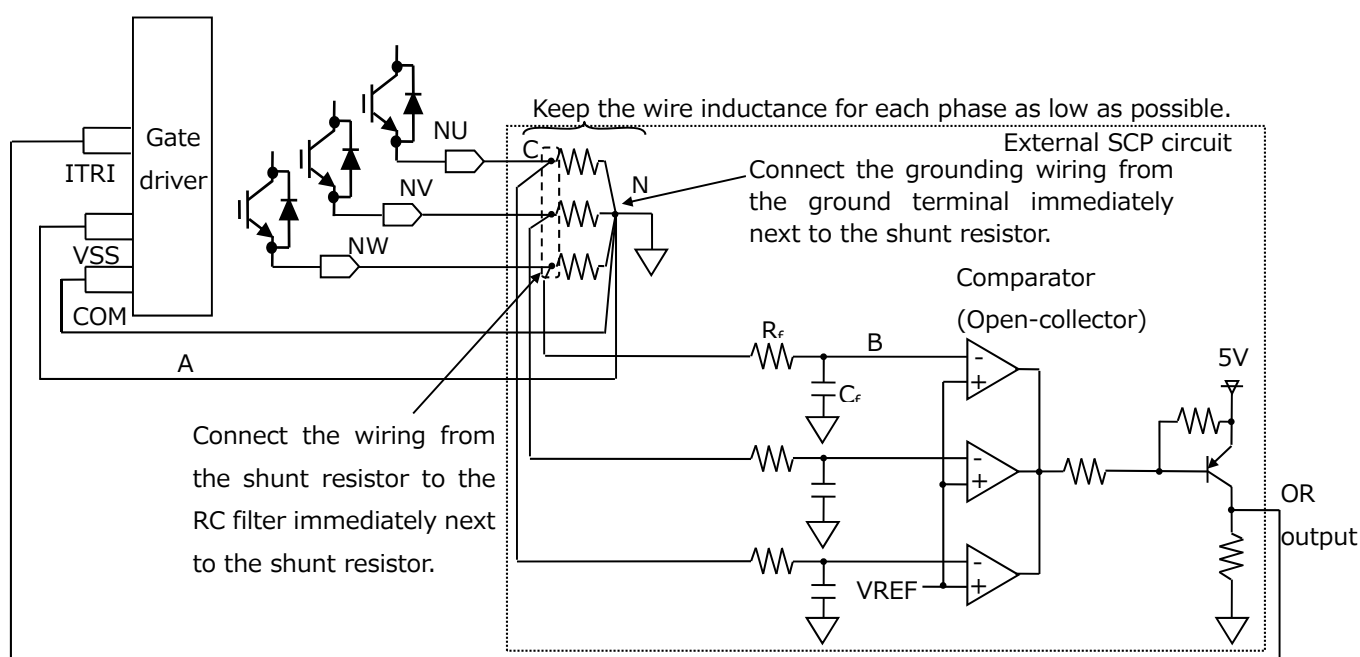 Gate
driver
ITRI
VSS
COM
NU
NV
NW
Keep the wire inductance for each phase as low as possible.
External SCP circuit
C
N
Connect the grounding wiring from
the ground terminal immediately
next to the shunt resistor.
Comparator
(Open-collector)
A
B
Rf
Cf
5V
Connect the wiring from
the shunt resistor to the
RC filter immediately next
to the shunt resistor.
-
+
-
+
-
+
VREF
OR
output